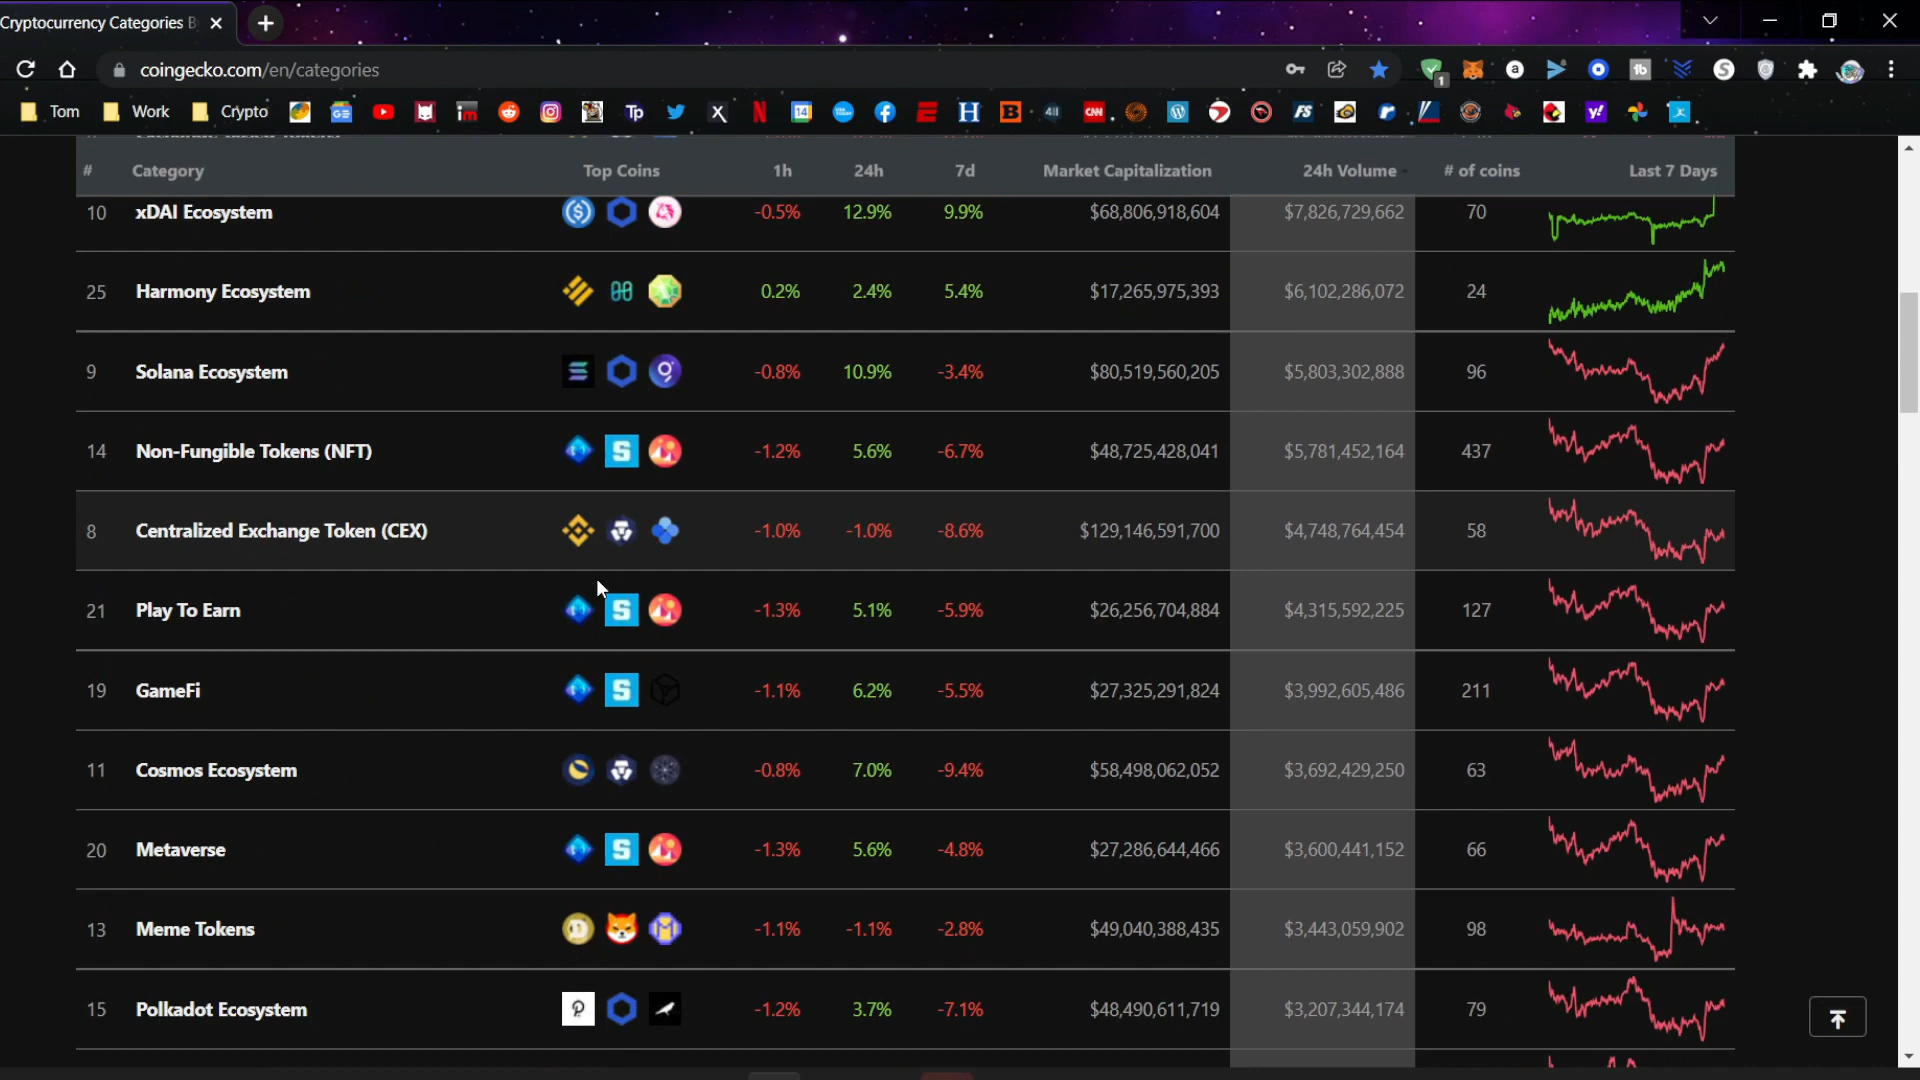 Cryptocurrency Categories B
coingecko.com/en/categories
Tom Work Crypto
# Category Top Coins 1h 24h 7d Market Capitalization 24h Volume # of coins Last 7 Days
10 xDAI Ecosystem -0.5% 12.9% 9.9% $68,806,918,604 $7,826,729,662 70
25 Harmony Ecosystem 0.2% 2.4% 5.4% $17,265,975,393 $6,102,286,072 24
9 Solana Ecosystem -0.8% 10.9% -3.4% $80,519,560,205 $5,803,302,888 96
14 Non-Fungible Tokens (NFT) -1.2% 5.6% -6.7% $48,725,428,041 $5,781,452,164 437
8 Centralized Exchange Token (CEX) -1.0% -1.0% -8.6% $129,146,591,700 $4,748,764,454 58
21 Play To Earn -1.3% 5.1% -5.9% $26,256,704,884 $4,315,592,225 127
19 GameFi -1.1% 6.2% -5.5% $27,325,291,824 $3,992,605,486 211
11 Cosmos Ecosystem -0.8% 7.0% -9.4% $58,498,062,052 $3,692,429,250 63
20 Metaverse -1.3% 5.6% -4.8% $27,286,644,466 $3,600,441,152 66
13 Meme Tokens -1.1% -1.1% -2.8% $49,040,388,435 $3,443,059,902 98
15 Polkadot Ecosystem -1.2% 3.7% -7.1% $48,490,611,719 $3,207,344,174 79